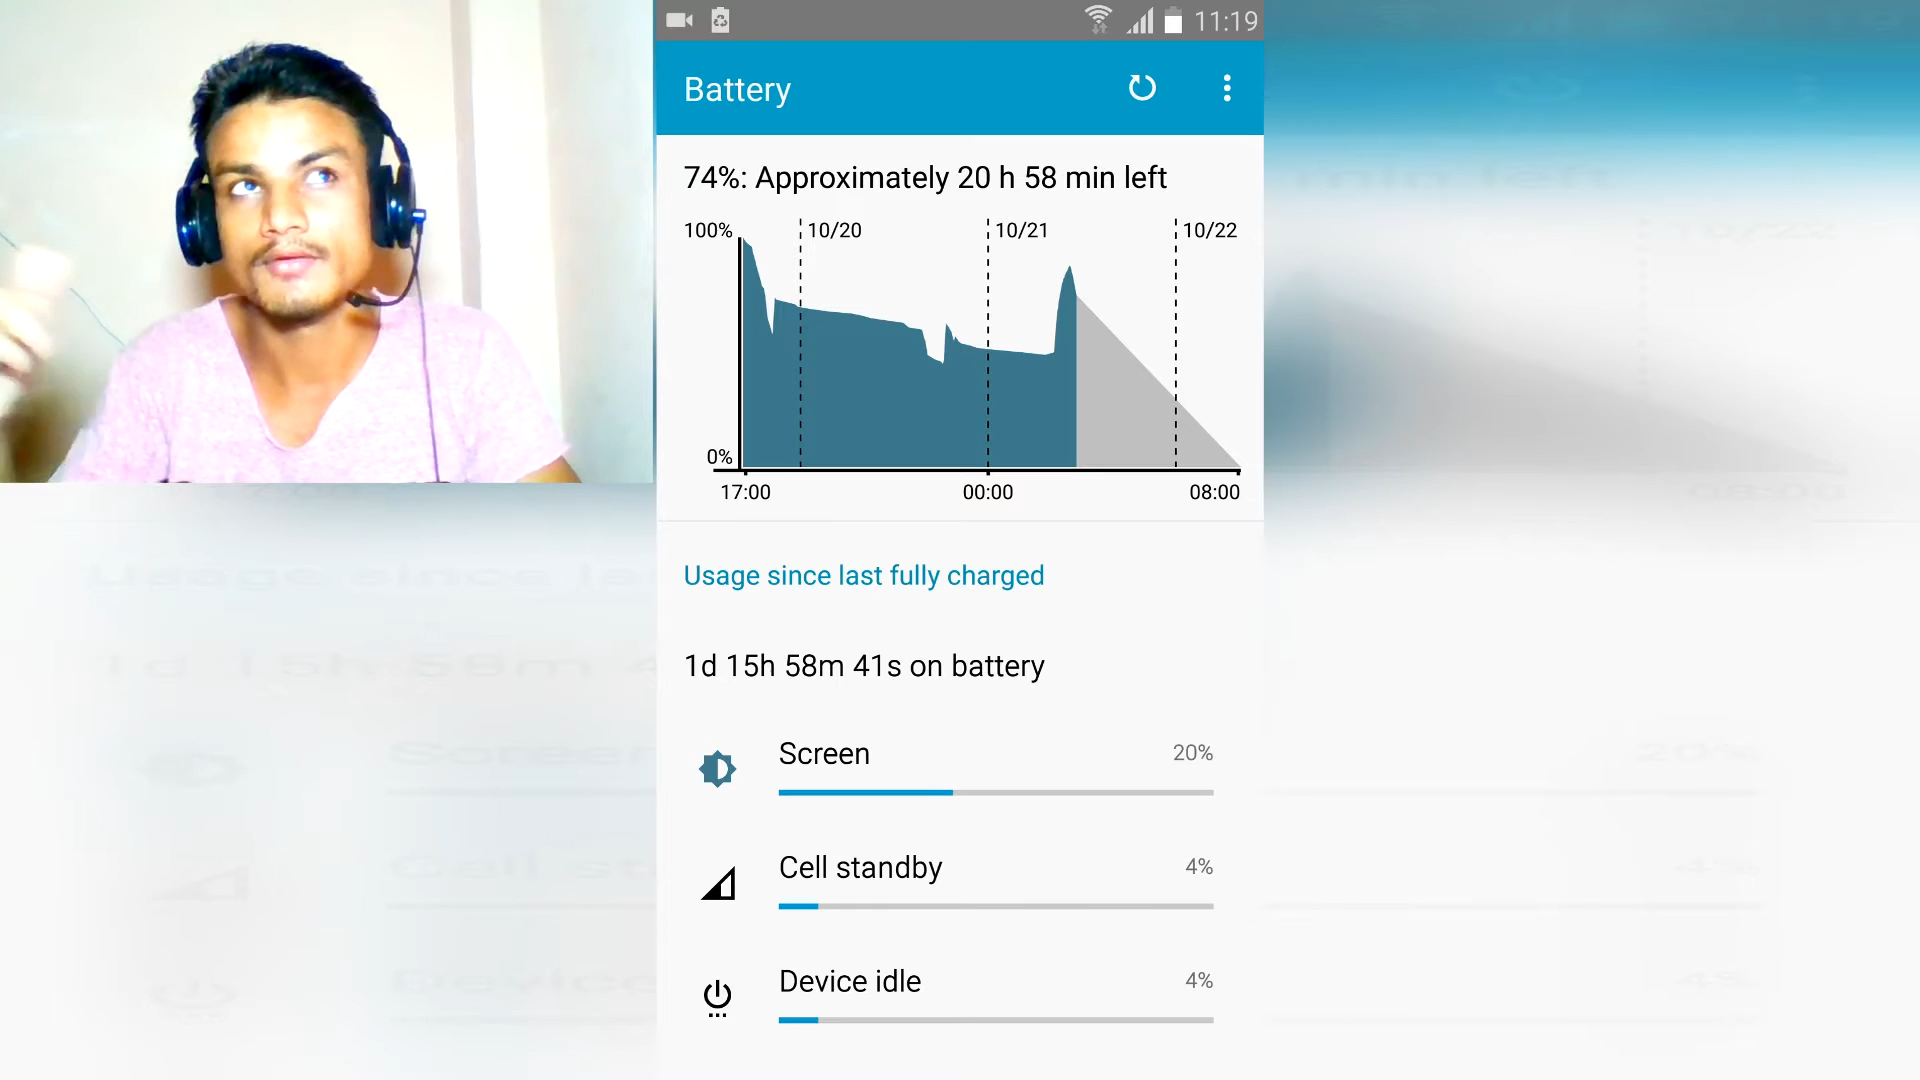 11:19
Battery
74%: Approximately 20 h 58 min left
100% 10/20 10/21 10/22
0%
17:00 00:00 08:00
Usage since last fully charged
1d 15h 58m 41s on battery
Screen 20%
Cell standby 4%
Device idle 4%